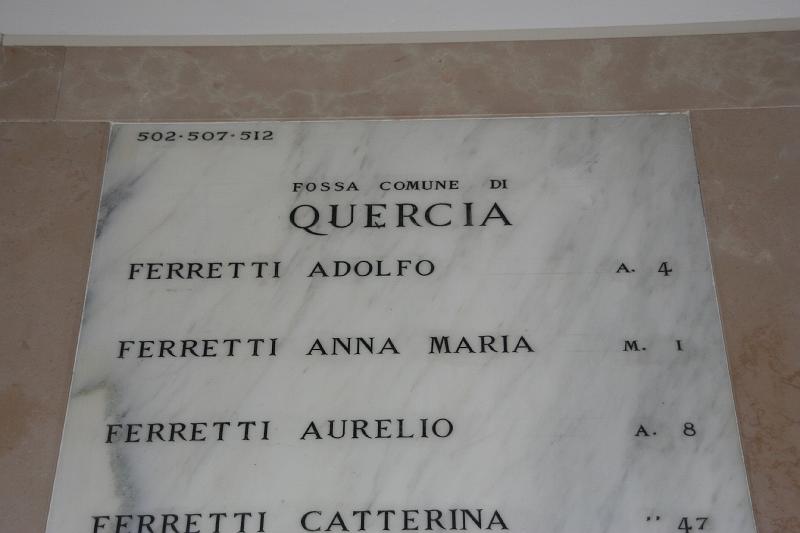 502·507·512
FOSSA COMUNE DI
QUERCIA
FERRETTI ADOLFO A. 4
FERRETTI ANNA MARIA M. 1
FERRETTI AURELIO A. 8
FERRETTI CATTERINA " 47